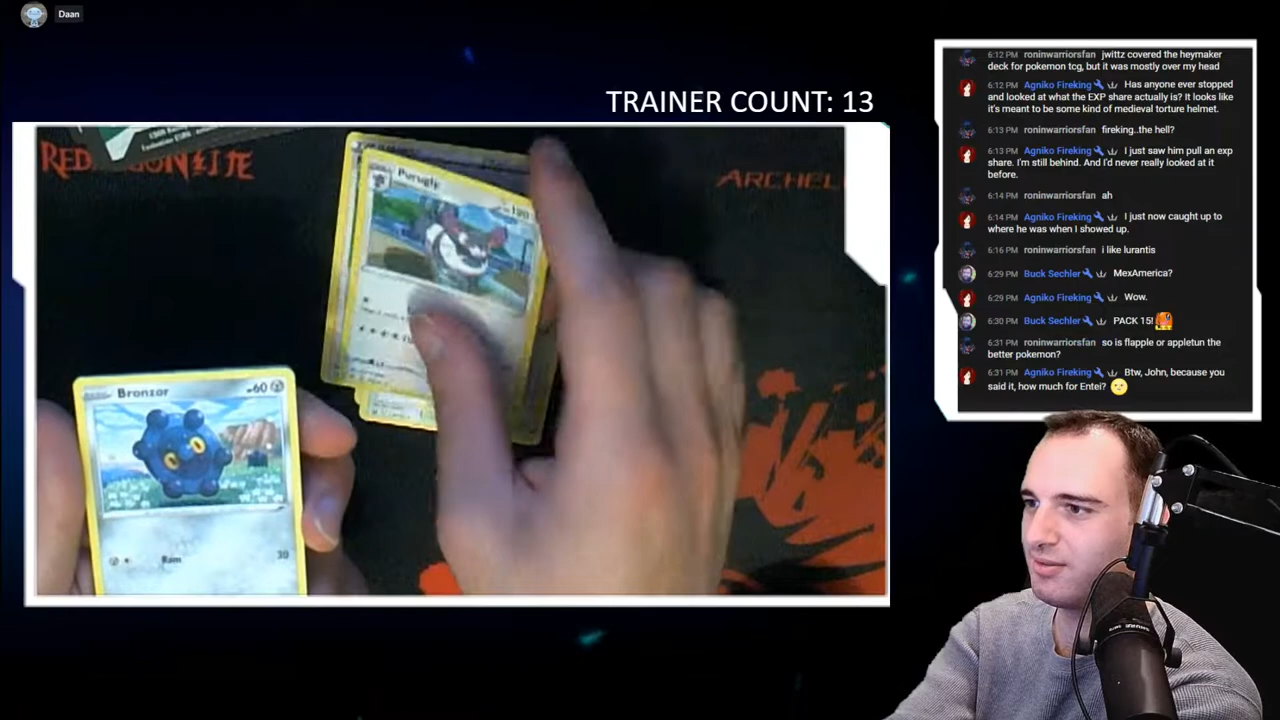 Daan
TRAINER COUNT: 13
ARCHEL
Purugly
Bronzor
60
Ram
30
6:12 PM roninwarriorsfan jwittz covered the heymaker
deck for pokemon tcg, but it was mostly over my head
6:12 PM Agniko Fireking Has anyone ever stopped
and looked at what the EXP share actually is? It looks like
it's meant to be some kind of medieval torture helmet.
6:13 PM roninwarriorsfan fireking..the hell?
6:13 PM Agniko Fireking I just saw him pull an exp
share. I'm still behind. And I'd never really looked at it
before.
6:14 PM roninwarriorsfan ah
6:14 PM Agniko Fireking I just now caught up to
where he was when I showed up.
6:16 PM roninwarriorsfan i like lurantis
6:29 PM Buck Sechler MexAmerica?
6:29 PM Agniko Fireking Wow.
6:30 PM Buck Sechler PACK 15!
6:31 PM roninwarriorsfan so is flapple or appletun the
better pokemon?
6:31 PM Agniko Fireking Btw, John, because you
said it, how much for Entei?